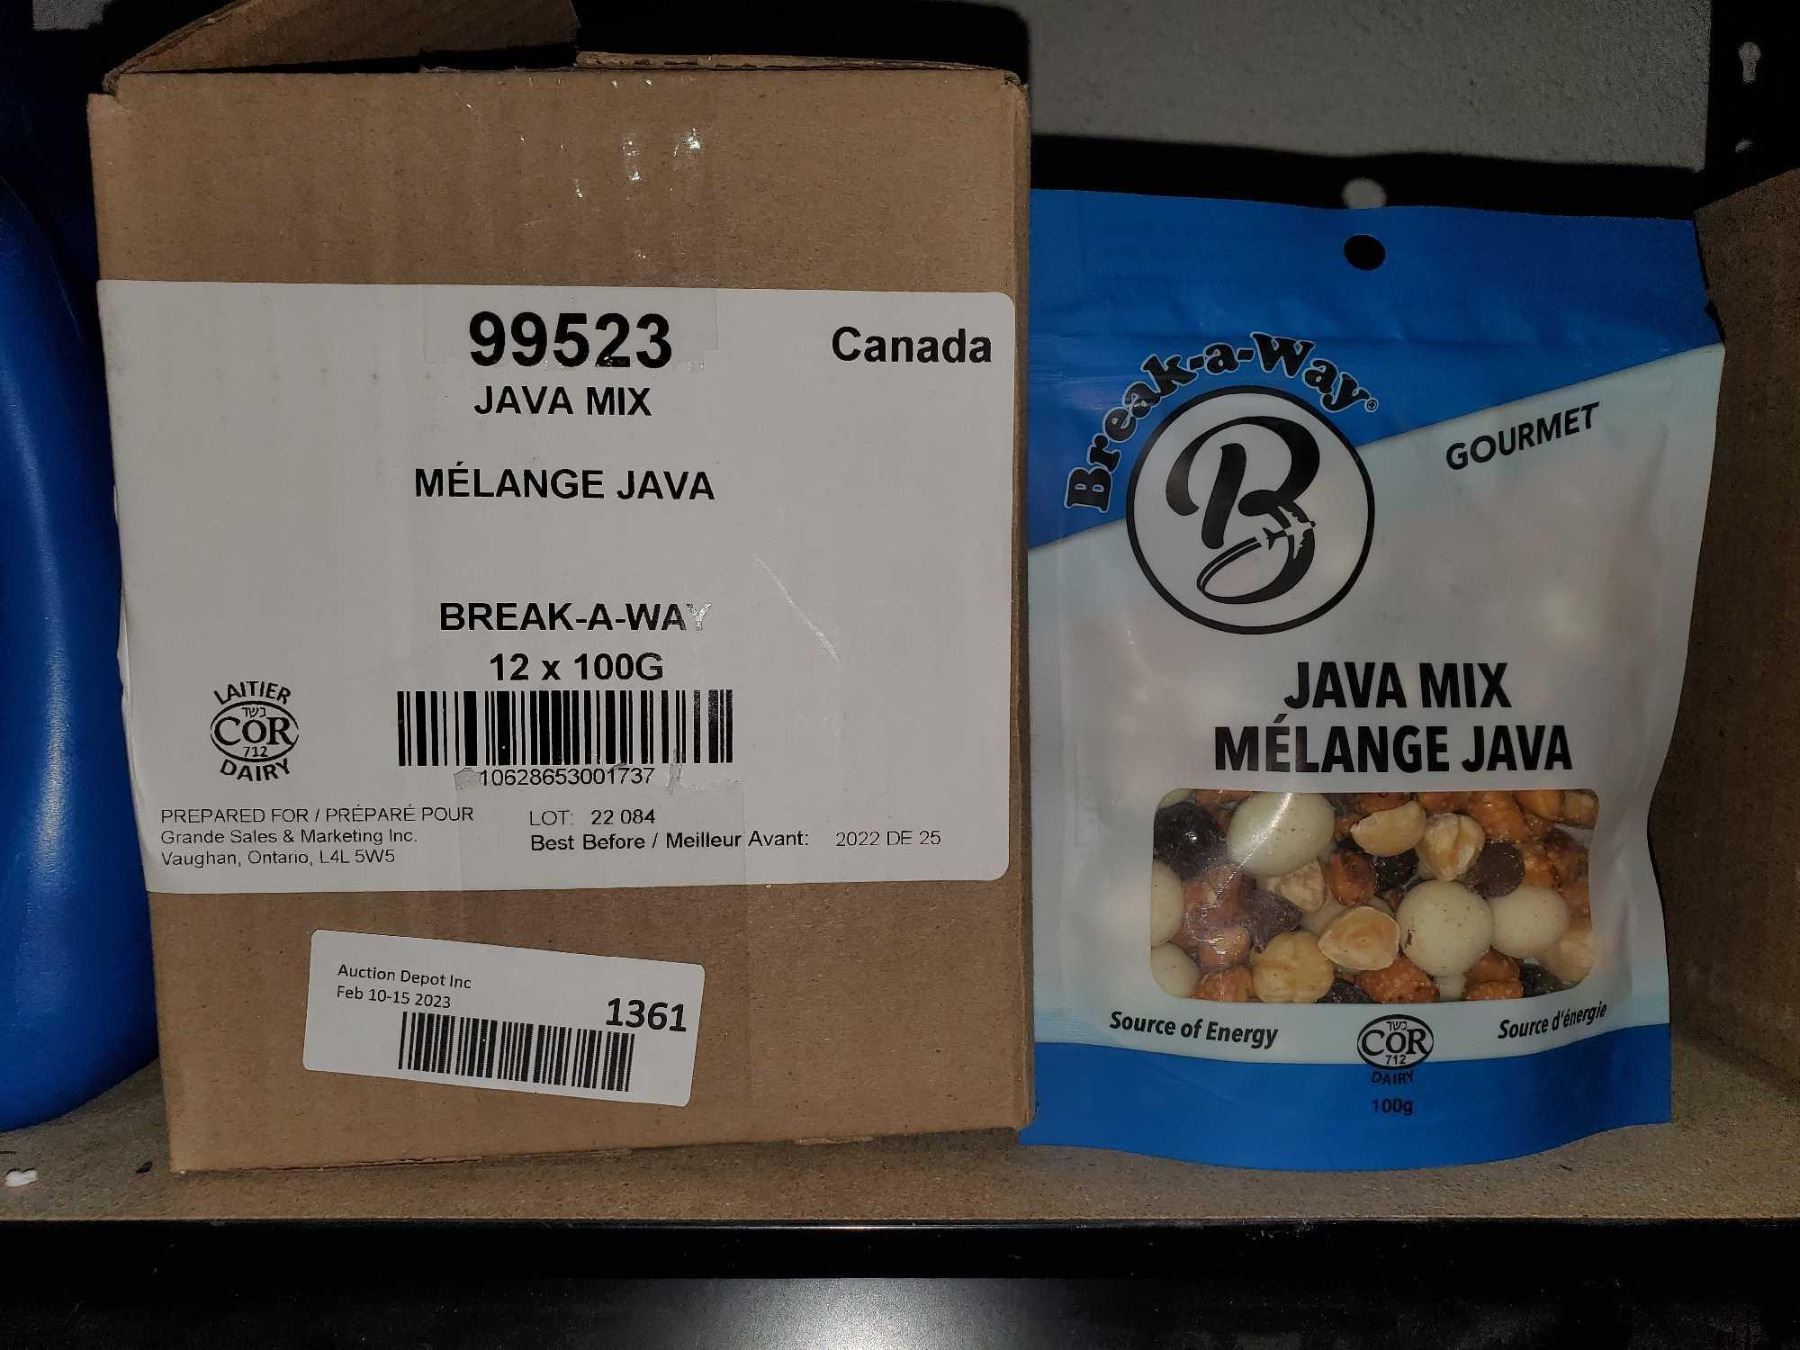 99523
Canada
JAVA MIX
MÉLANGE JAVA
BREAK-A-WAY
12 x 100G
LAITIER
כשר
COR
712
DAIRY
10628653001737
PREPARED FOR / PRÉPARÉ POUR
Grande Sales & Marketing Inc.
Vaughan, Ontario, L4L 5W5
LOT: 22 084
Best Before / Meilleur Avant: 2022 DE 25
Auction Depot Inc
Feb 10-15 2023
1361
Break-a-Way®
B
GOURMET
JAVA MIX
MÉLANGE JAVA
Source of Energy
כשר
COR
712
DAIRY
100g
Source d'énergie